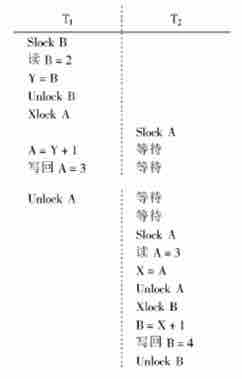 T₁ T₂
Slock B
读 B = 2
Y = B
Unlock B
Xlock A
Slock A
A = Y + 1 等待
写回 A = 3 等待
Unlock A 等待
等待
Slock A
读 A = 3
X = A
Unlock A
Xlock B
B = X + 1
写回 B = 4
Unlock B